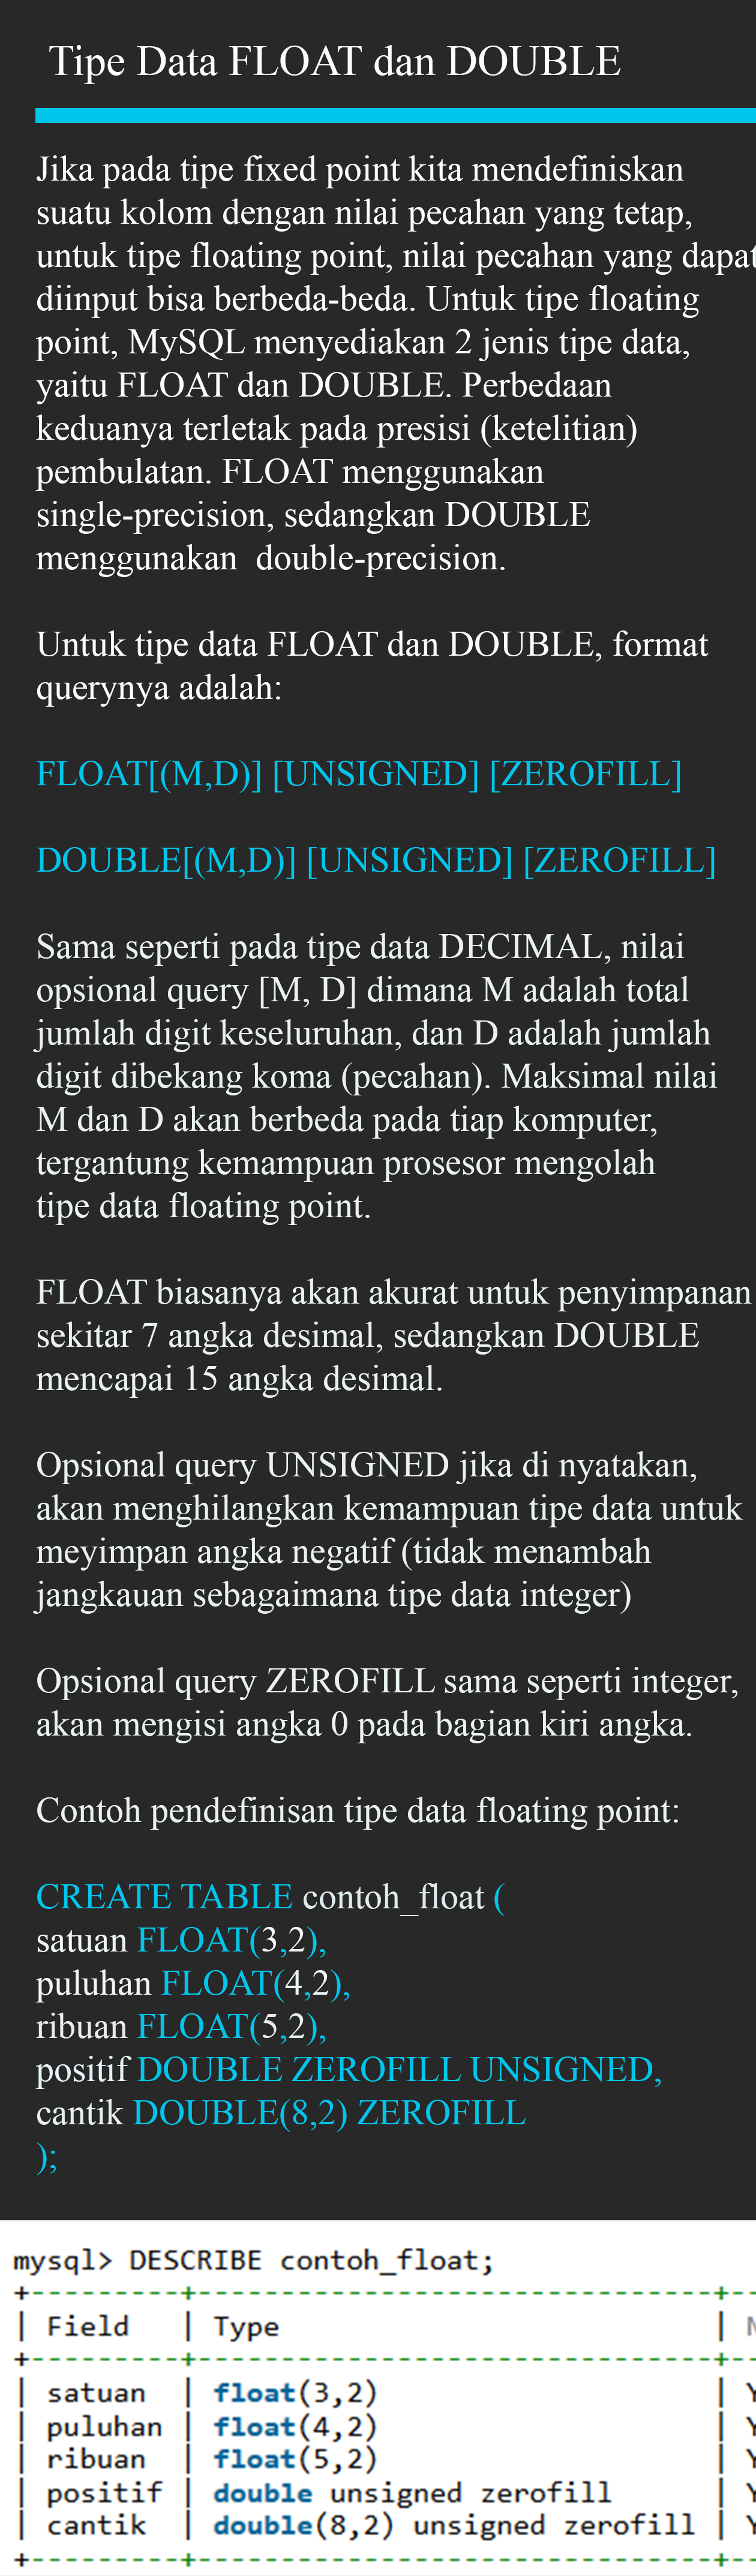 Tipe Data FLOAT dan DOUBLE
Jika pada tipe fixed point kita mendefiniskan
suatu kolom dengan nilai pecahan yang tetap,
untuk tipe floating point, nilai pecahan yang dapat
diinput bisa berbeda-beda. Untuk tipe floating
point, MySQL menyediakan 2 jenis tipe data,
yaitu FLOAT dan DOUBLE. Perbedaan
keduanya terletak pada presisi (ketelitian)
pembulatan. FLOAT menggunakan
single-precision, sedangkan DOUBLE
menggunakan  double-precision.
Untuk tipe data FLOAT dan DOUBLE, format
querynya adalah:
FLOAT[(M,D)] [UNSIGNED] [ZEROFILL]
DOUBLE[(M,D)] [UNSIGNED] [ZEROFILL]
Sama seperti pada tipe data DECIMAL, nilai
opsional query [M, D] dimana M adalah total
jumlah digit keseluruhan, dan D adalah jumlah
digit dibekang koma (pecahan). Maksimal nilai
M dan D akan berbeda pada tiap komputer,
tergantung kemampuan prosesor mengolah
tipe data floating point.
FLOAT biasanya akan akurat untuk penyimpanan
sekitar 7 angka desimal, sedangkan DOUBLE
mencapai 15 angka desimal.
Opsional query UNSIGNED jika di nyatakan,
akan menghilangkan kemampuan tipe data untuk
meyimpan angka negatif (tidak menambah
jangkauan sebagaimana tipe data integer)
Opsional query ZEROFILL sama seperti integer,
akan mengisi angka 0 pada bagian kiri angka.
Contoh pendefinisan tipe data floating point:
CREATE TABLE contoh_float (
satuan FLOAT(3,2),
puluhan FLOAT(4,2),
ribuan FLOAT(5,2),
positif DOUBLE ZEROFILL UNSIGNED,
cantik DOUBLE(8,2) ZEROFILL
);
mysql> DESCRIBE contoh_float;
+---------+-------------------------------+--
| Field   | Type                          |
+---------+-------------------------------+--
| satuan  | float(3,2)                    | Y
| puluhan | float(4,2)                    | Y
| ribuan  | float(5,2)                    | Y
| positif | double unsigned zerofill      | Y
| cantik  | double(8,2) unsigned zerofill | Y
+---------+-------------------------------+--